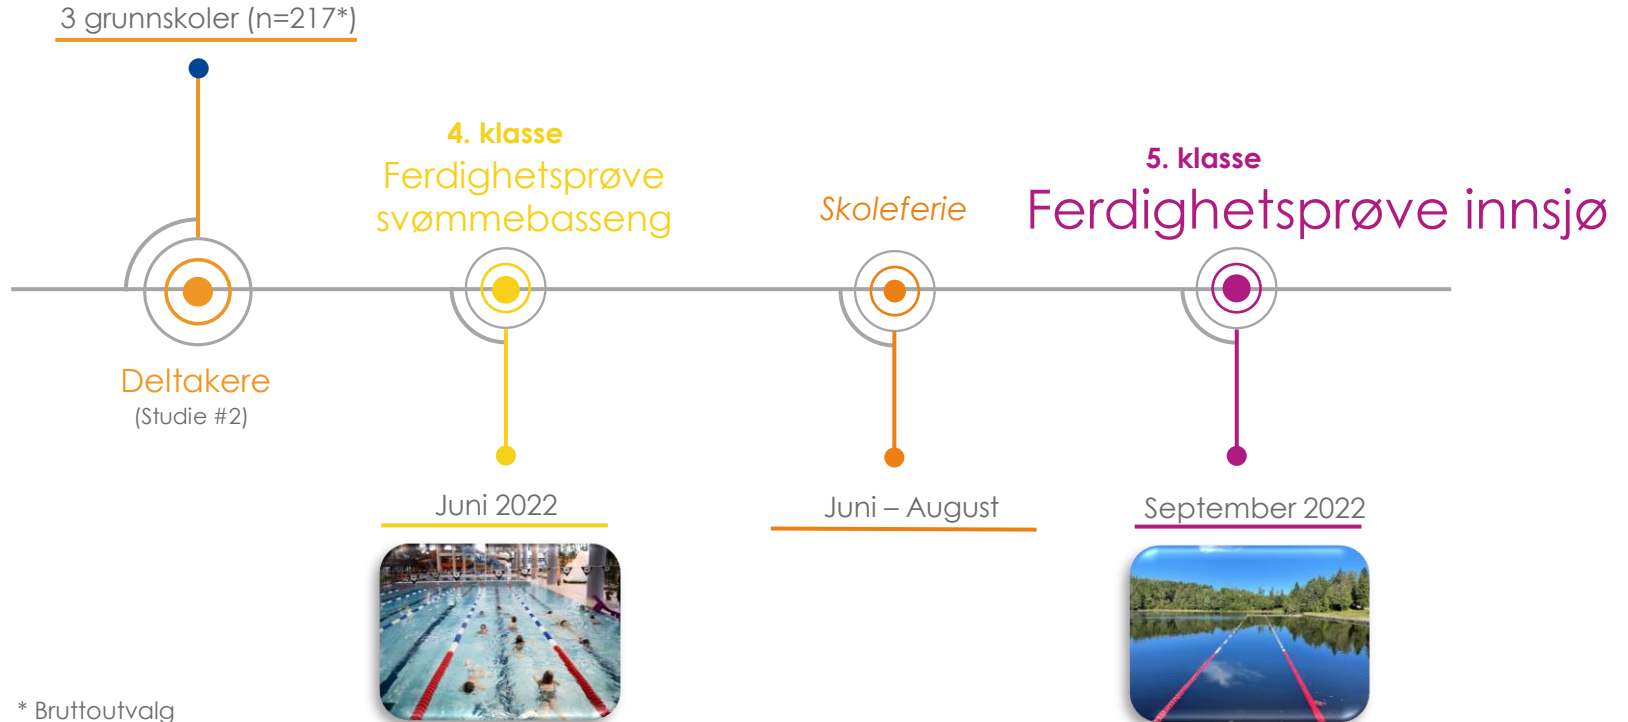 3 grunnskoler (n=217*)
Deltakere
(Studie #2)
4. klasse
Ferdighetsprøve
svømmebasseng
Juni 2022
Skoleferie
Juni – August
5. klasse
Ferdighetsprøve innsjø
September 2022
* Bruttoutvalg